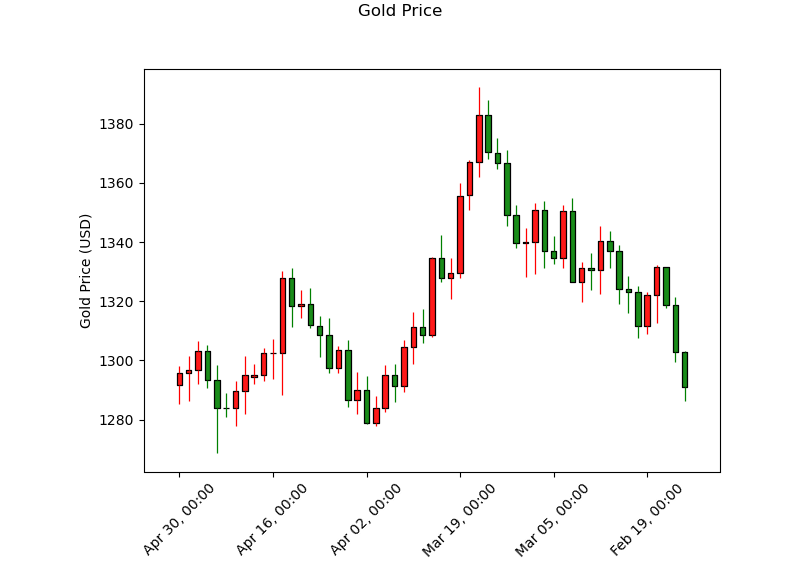 Gold Price
1380
1360
1340
1320
1300
1280
Gold Price (USD)
Apr 30, 00:00
Apr 16, 00:00
Apr 02, 00:00
Mar 19, 00:00
Mar 05, 00:00
Feb 19, 00:00